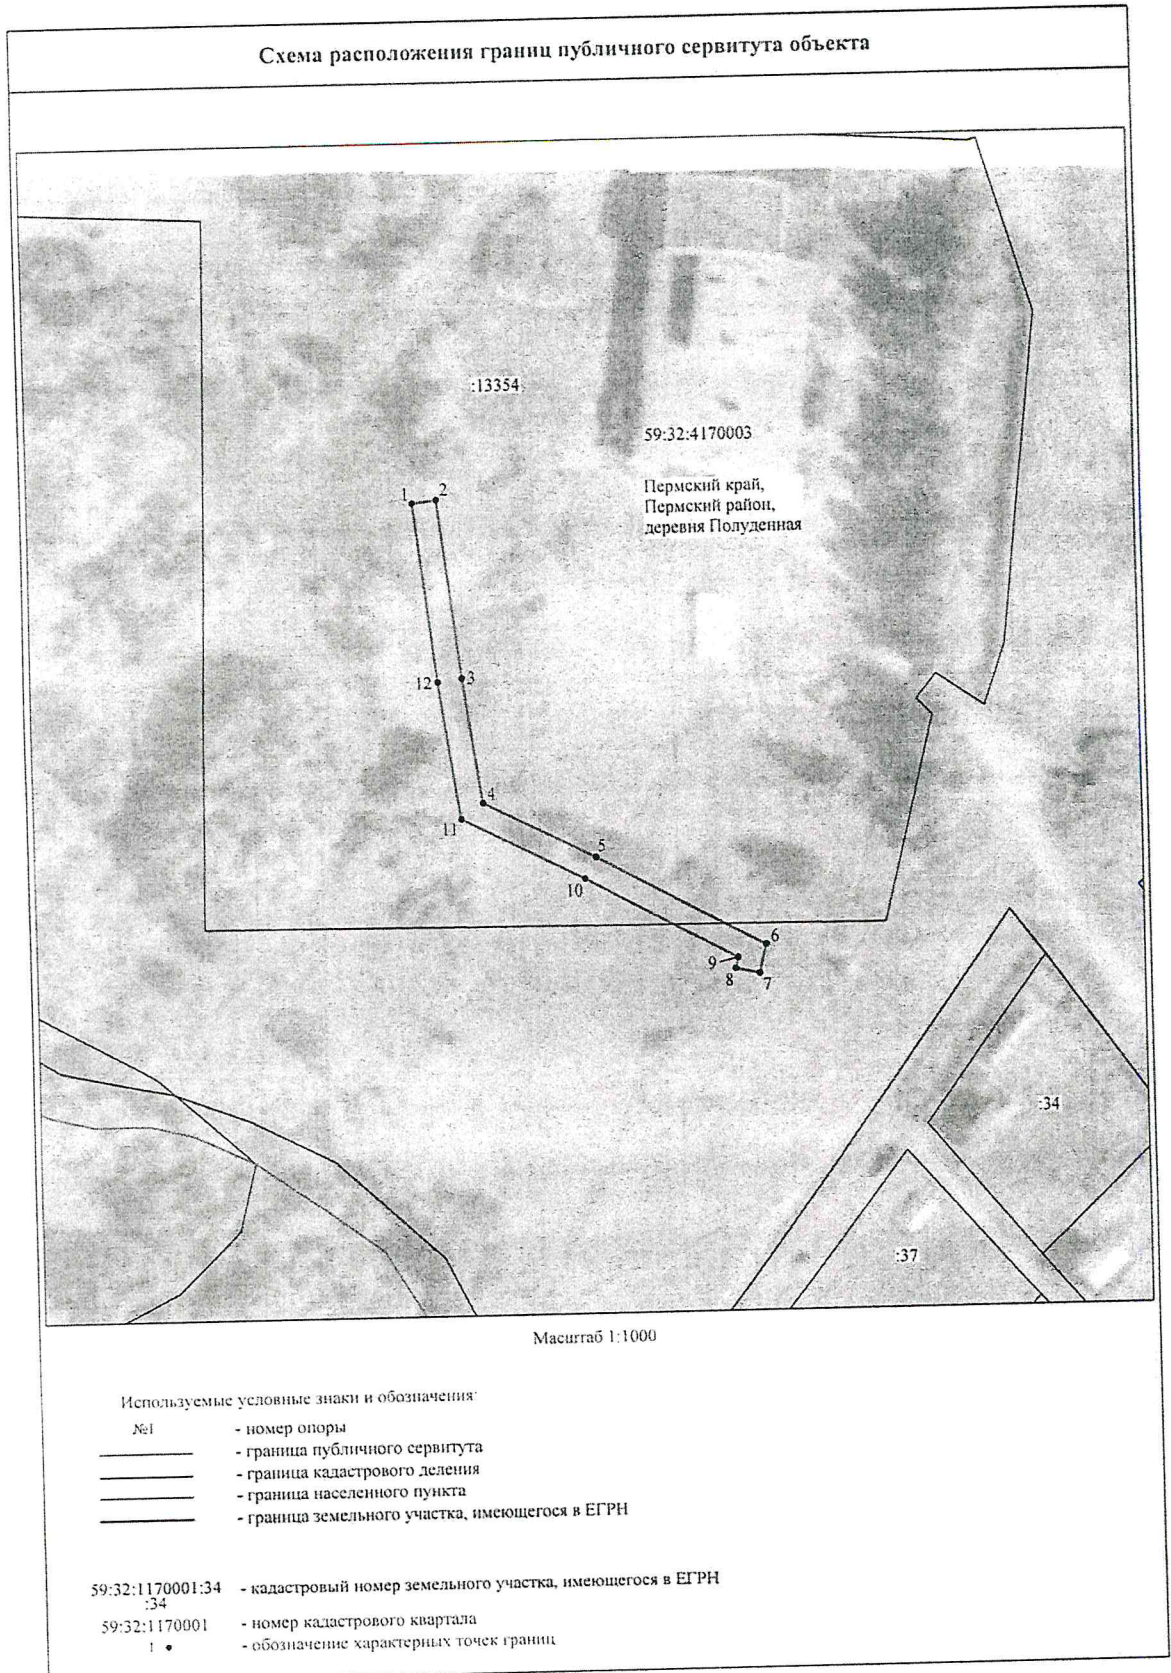 Схема расположения границ публичного сервитута объекта
:13354
59:32:4170003
Пермский край,
Пермский район,
деревня Полуденная
1
2
12
3
4
11
5
10
6
9
8
7
:34
:37
Масштаб 1:1000
Используемые условные знаки и обозначения:
№1 - номер опоры
- граница публичного сервитута
- граница кадастрового деления
- граница населенного пункта
- граница земельного участка, имеющегося в ЕГРН
59:32:1170001:34 - кадастровый номер земельного участка, имеющегося в ЕГРН
:34
59:32:1170001 - номер кадастрового квартала
1 - обозначение характерных точек границ